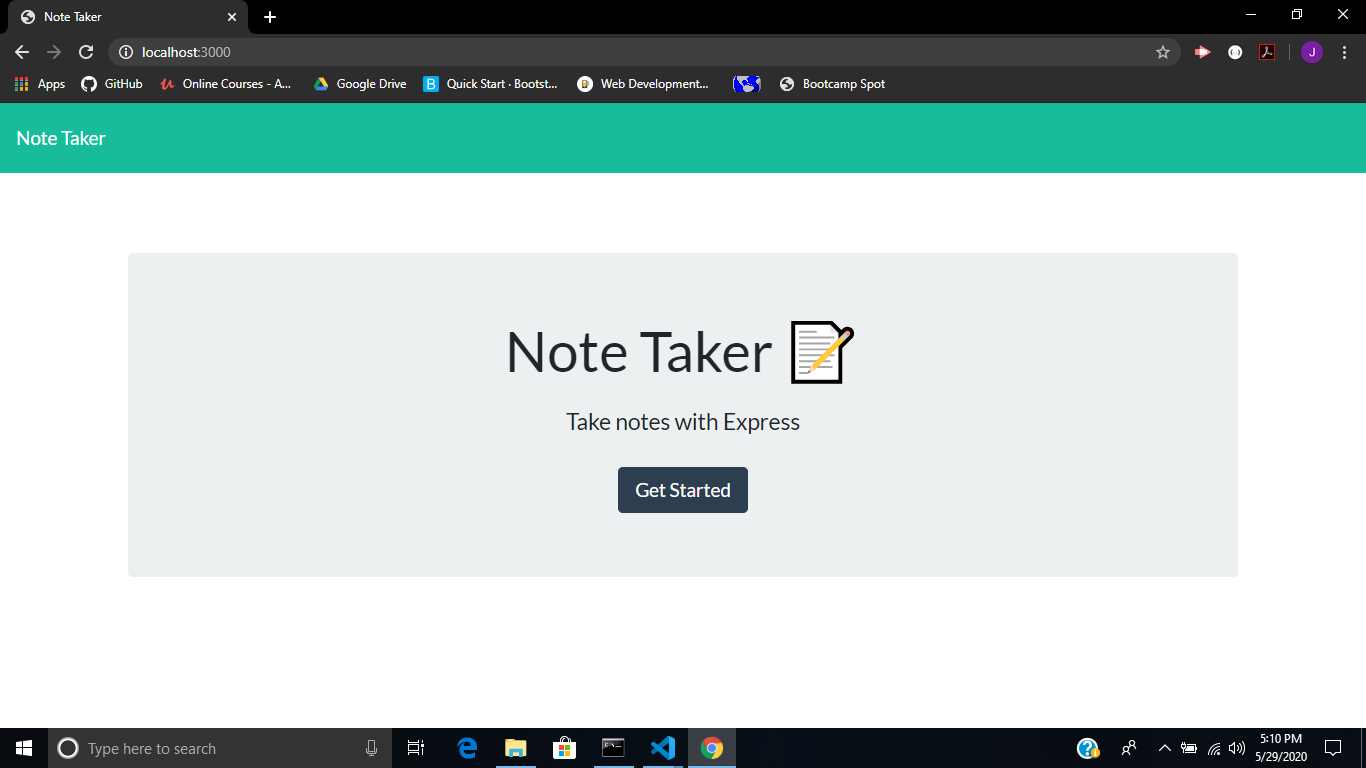 Note Taker
localhost:3000
J
Apps
GitHub
Online Courses - A...
Google Drive
B
Quick Start · Bootst...
Web Development...
Bootcamp Spot
Note Taker
Note Taker
Take notes with Express
Get Started
Type here to search
5:10 PM
5/29/2020